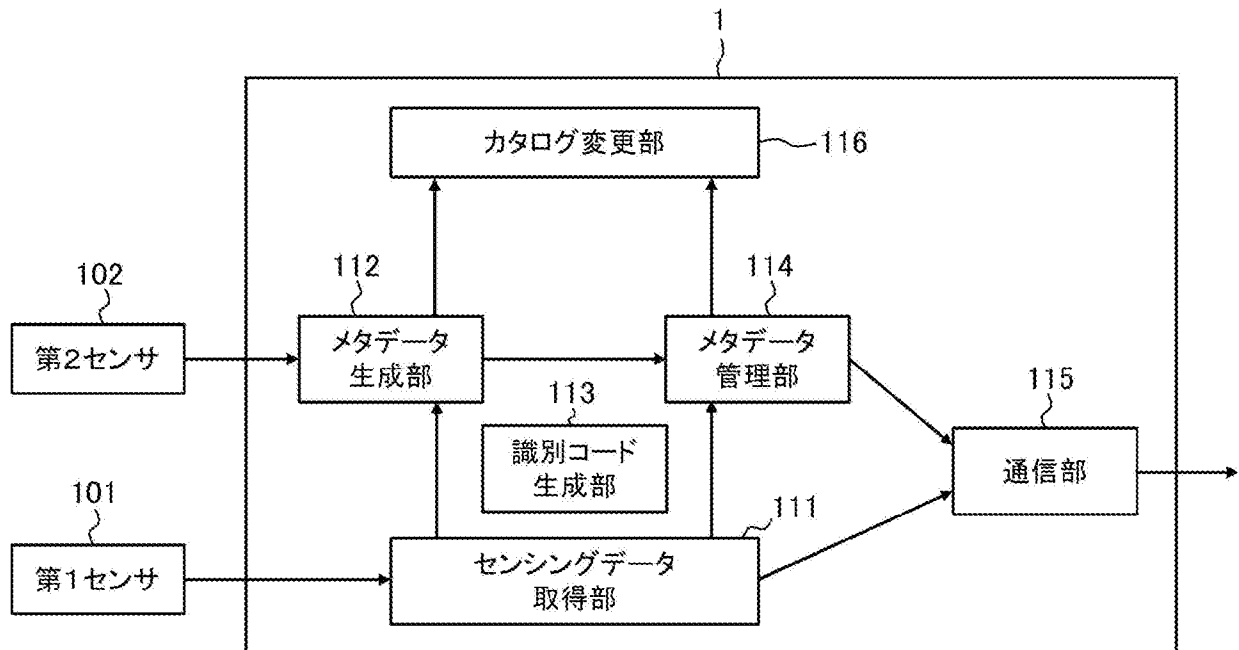 1
カタログ変更部
116
102
112
114
第2センサ
メタデータ
生成部
メタデータ
管理部
113
115
識別コード
生成部
通信部
101
111
第1センサ
センシングデータ
取得部